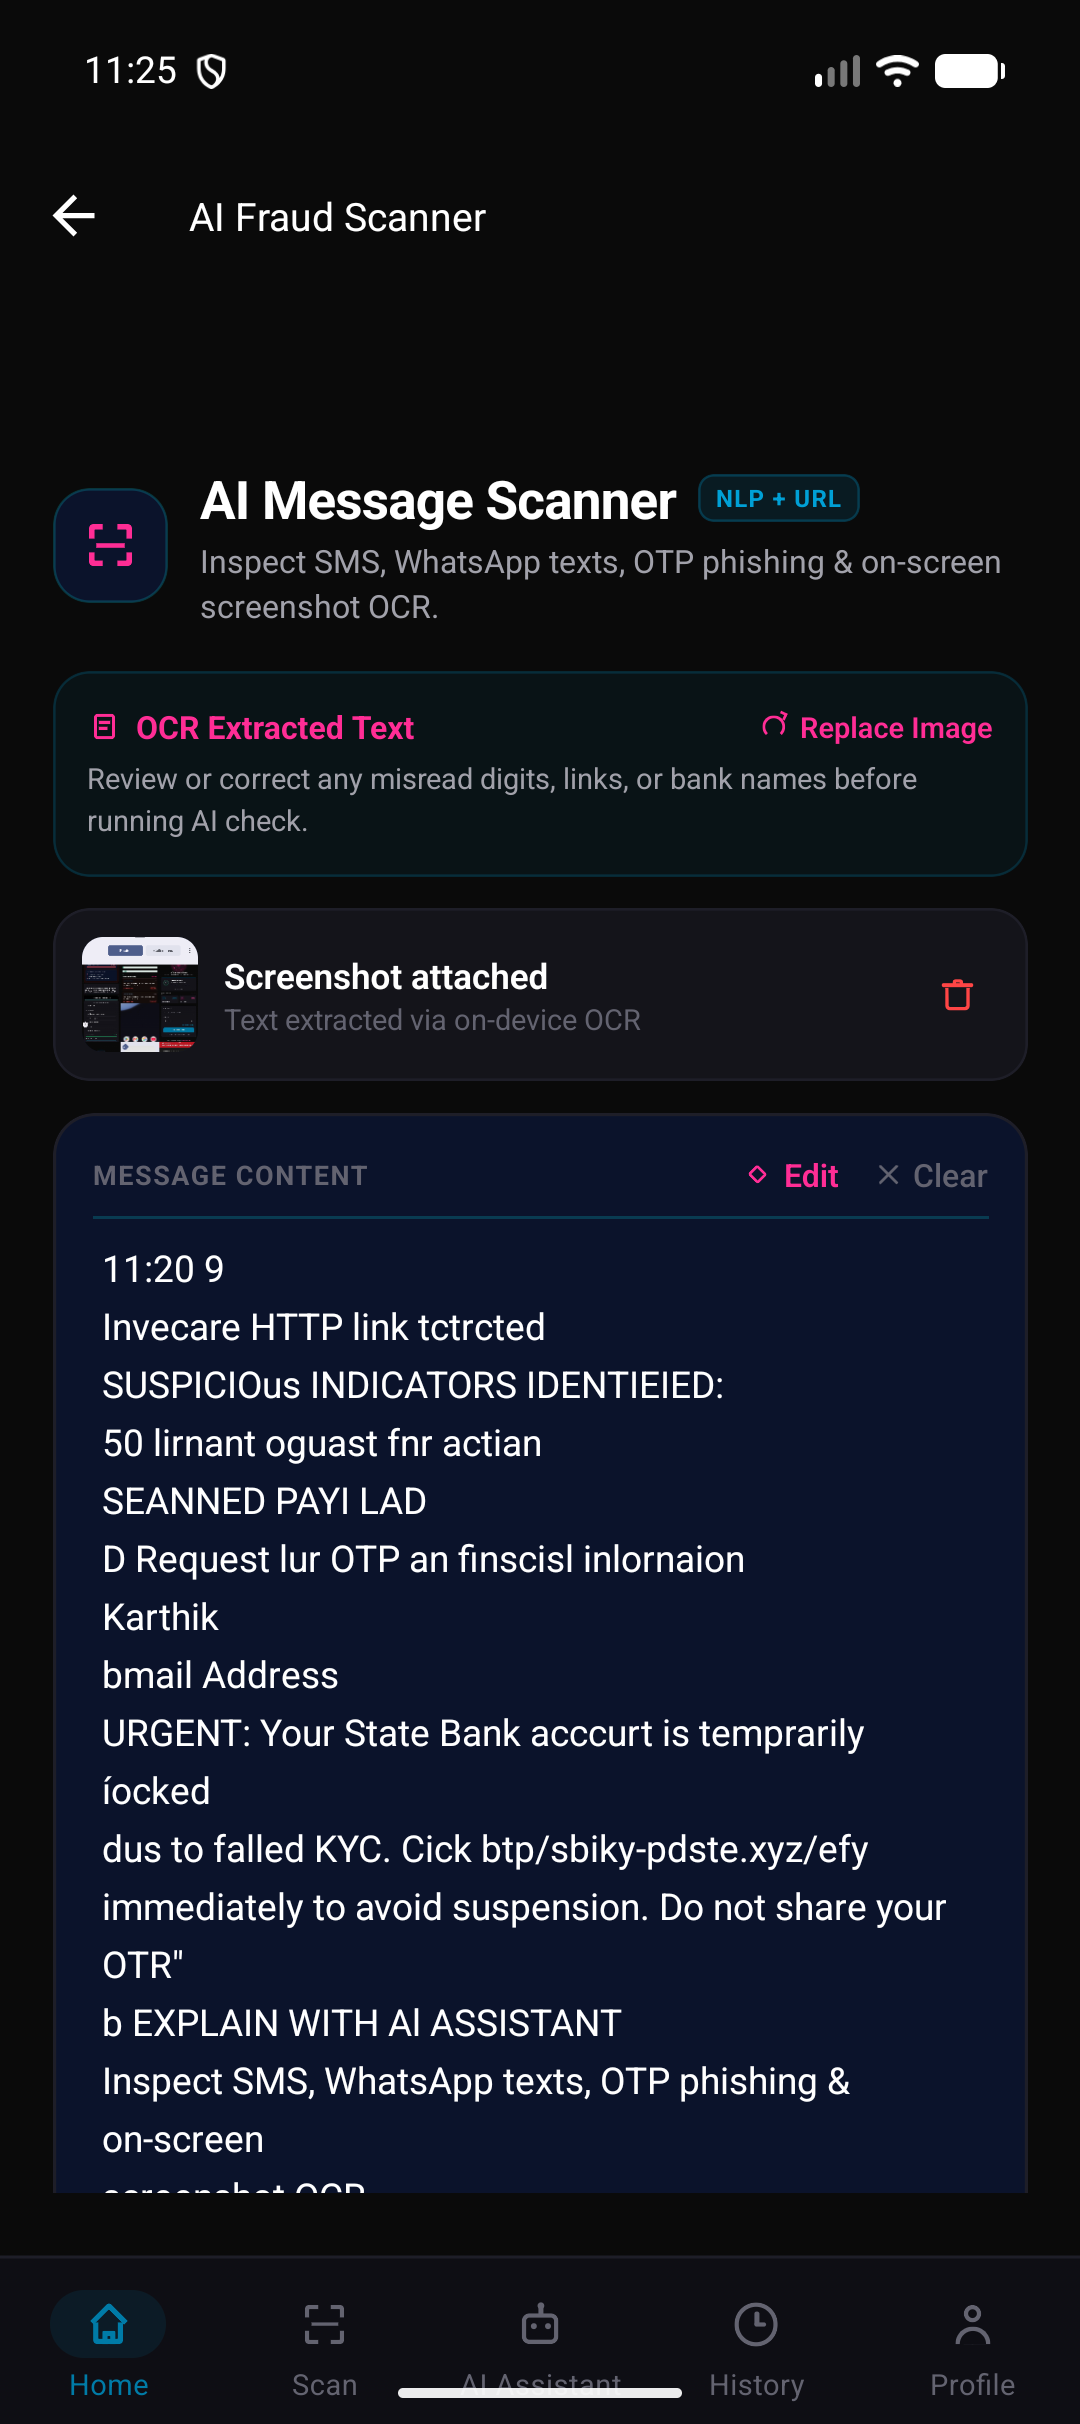 11:25
AI Fraud Scanner
AI Message Scanner NLP + URL
Inspect SMS, WhatsApp texts, OTP phishing & on-screen
screenshot OCR.
OCR Extracted Text Replace Image
Review or correct any misread digits, links, or bank names before
running AI check.
Screenshot attached
Text extracted via on-device OCR
MESSAGE CONTENT Edit Clear
11:20 9
Invecare HTTP link tctrcted
SUSPICIOus INDICATORS IDENTIEIED:
50 lirnant oguast fnr actian
SEANNED PAYI LAD
D Request lur OTP an finscisl inlornaion
Karthik
bmail Address
URGENT: Your State Bank acccurt is temprarily
íocked
dus to falled KYC. Cick btp/sbiky-pdste.xyz/efy
immediately to avoid suspension. Do not share your
OTR"
b EXPLAIN WITH Al ASSISTANT
Inspect SMS, WhatsApp texts, OTP phishing &
on-screen
screenshot OCR
Home Scan AI Assistant History Profile